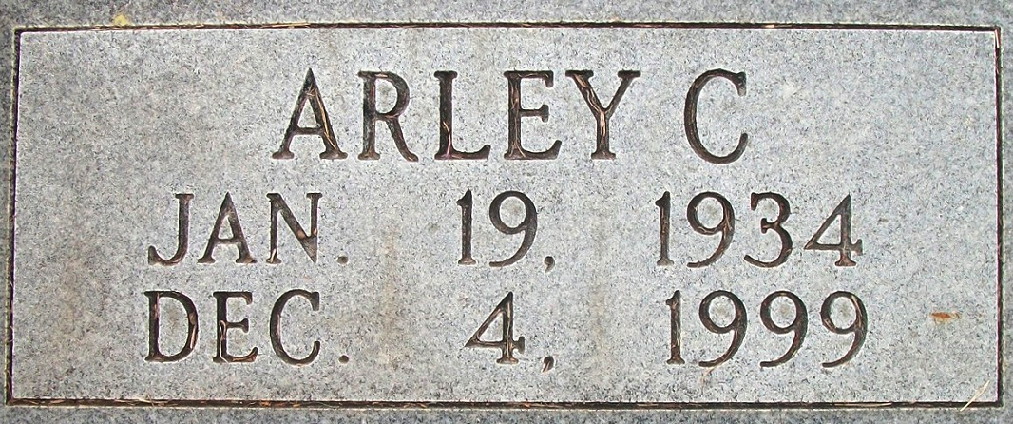 ARLEY C
JAN. 19, 1934
DEC. 4, 1999